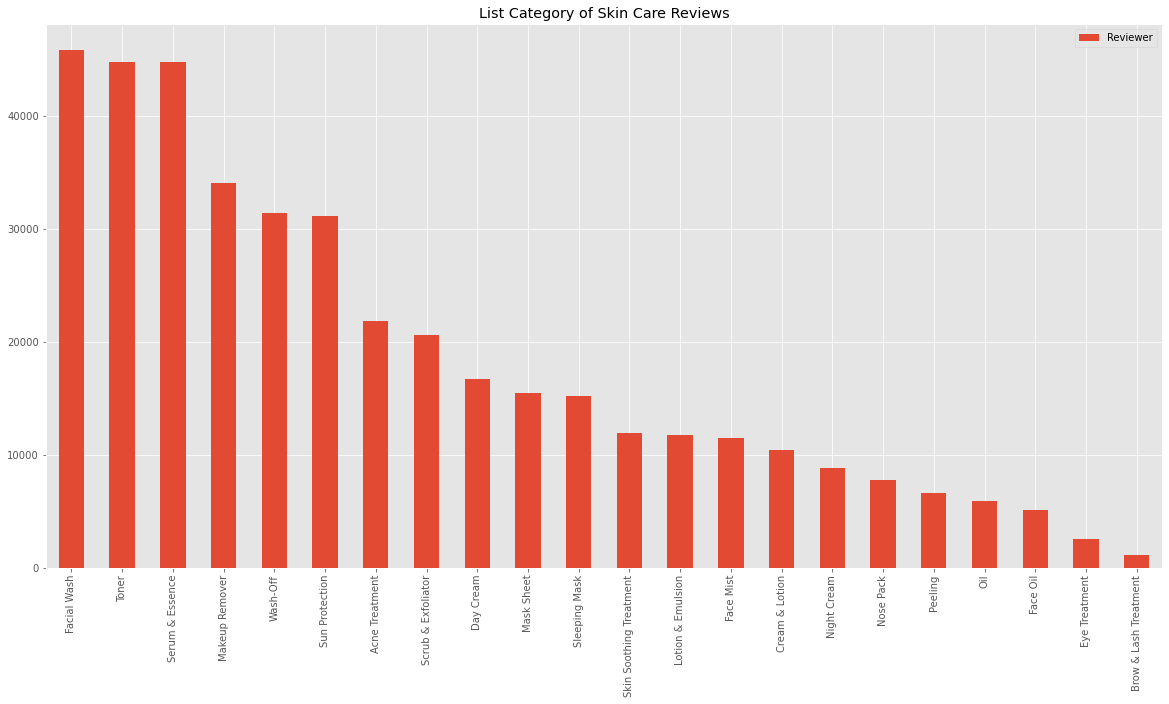 List Category of Skin Care Reviews
Reviewer
40000
30000
20000
10000
0
Facial Wash
Toner
Serum & Essence
Makeup Remover
Wash-Off
Sun Protection
Acne Treatment
Scrub & Exfoliator
Day Cream
Mask Sheet
Sleeping Mask
Skin Soothing Treatment
Lotion & Emulsion
Face Mist
Cream & Lotion
Night Cream
Nose Pack
Peeling
Oil
Face Oil
Eye Treatment
Brow & Lash Treatment